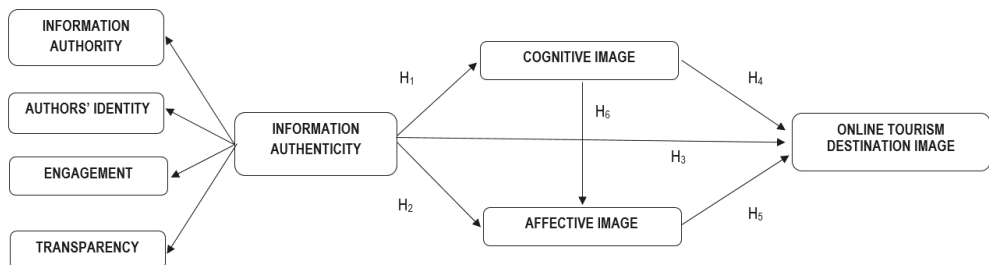 INFORMATION
AUTHORITY
AUTHORS' IDENTITY
ENGAGEMENT
TRANSPARENCY
INFORMATION
AUTHENTICITY
H₁
H₂
COGNITIVE IMAGE
H₆
H₃
AFFECTIVE IMAGE
H₄
H₅
ONLINE TOURISM
DESTINATION IMAGE